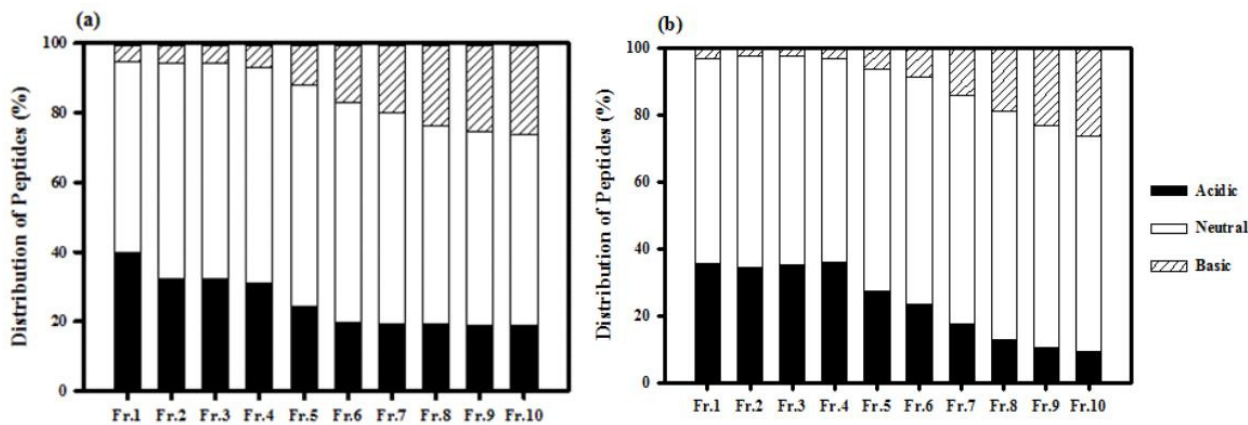 (a)
Distribution of Peptides (%)
100
80
60
40
20
0
Fr.1 Fr.2 Fr.3 Fr.4 Fr.5 Fr.6 Fr.7 Fr.8 Fr.9 Fr.10
(b)
Distribution of Peptides (%)
100
80
60
40
20
0
Fr.1 Fr.2 Fr.3 Fr.4 Fr.5 Fr.6 Fr.7 Fr.8 Fr.9 Fr.10
Acidic
Neutral
Basic